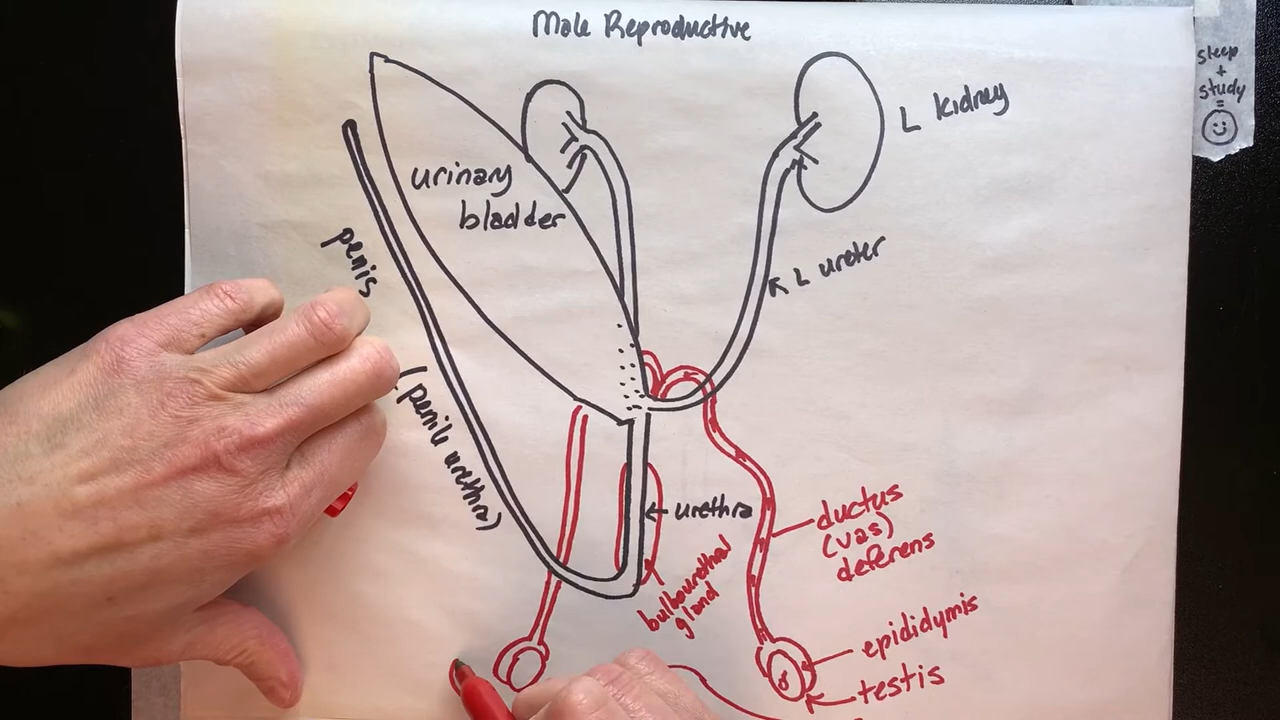 Male Reproductive
sleep
+
study
=
L kidney
urinary
bladder
penis
L ureter
(penile urethra)
urethra
ductus
(vas)
deferens
bulbourethral
gland
epididymis
testis